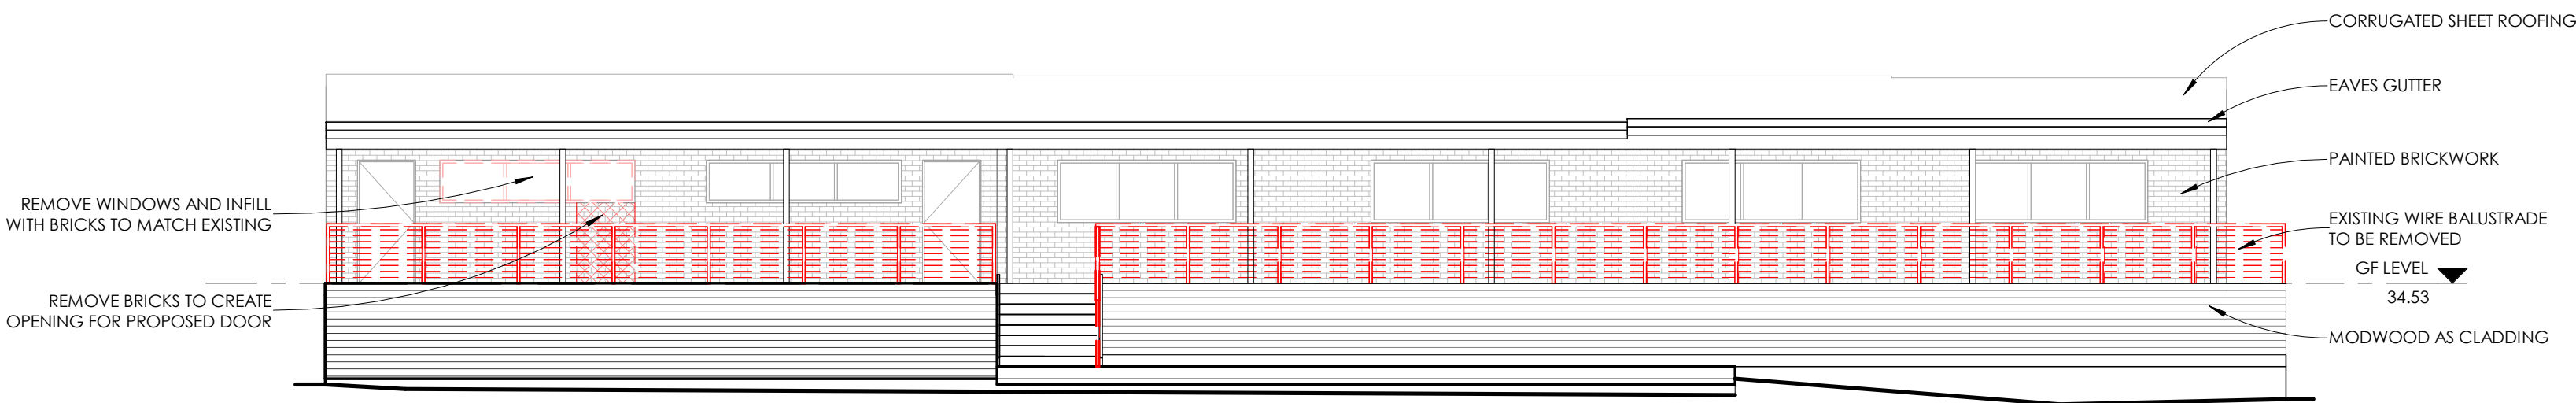 REMOVE WINDOWS AND INFILL
WITH BRICKS TO MATCH EXISTING
REMOVE BRICKS TO CREATE
OPENING FOR PROPOSED DOOR
CORRUGATED SHEET ROOFING
EAVES GUTTER
PAINTED BRICKWORK
EXISTING WIRE BALUSTRADE
TO BE REMOVED
GF LEVEL
34.53
MODWOOD AS CLADDING